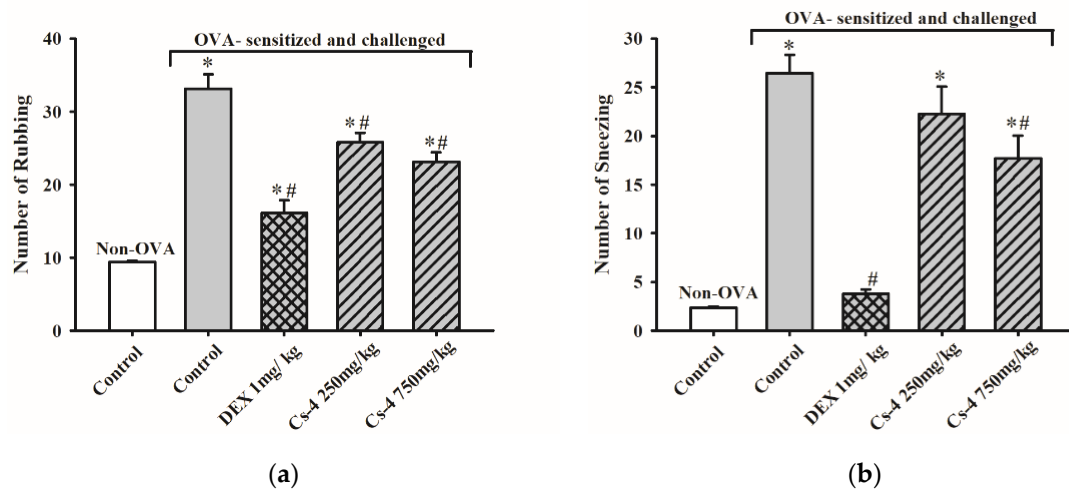 OVA- sensitized and challenged
Number of Rubbing
40
30
20
10
0
Non-OVA
*
*#
*#
*#
Control
Control
DEX 1mg/ kg
Cs-4 250mg/kg
Cs-4 750mg/kg
(a)
OVA- sensitized and challenged
Number of Sneezing
30
25
20
15
10
5
0
Non-OVA
*
#
*
*#
Control
Control
DEX 1mg/ kg
Cs-4 250mg/kg
Cs-4 750mg/kg
(b)